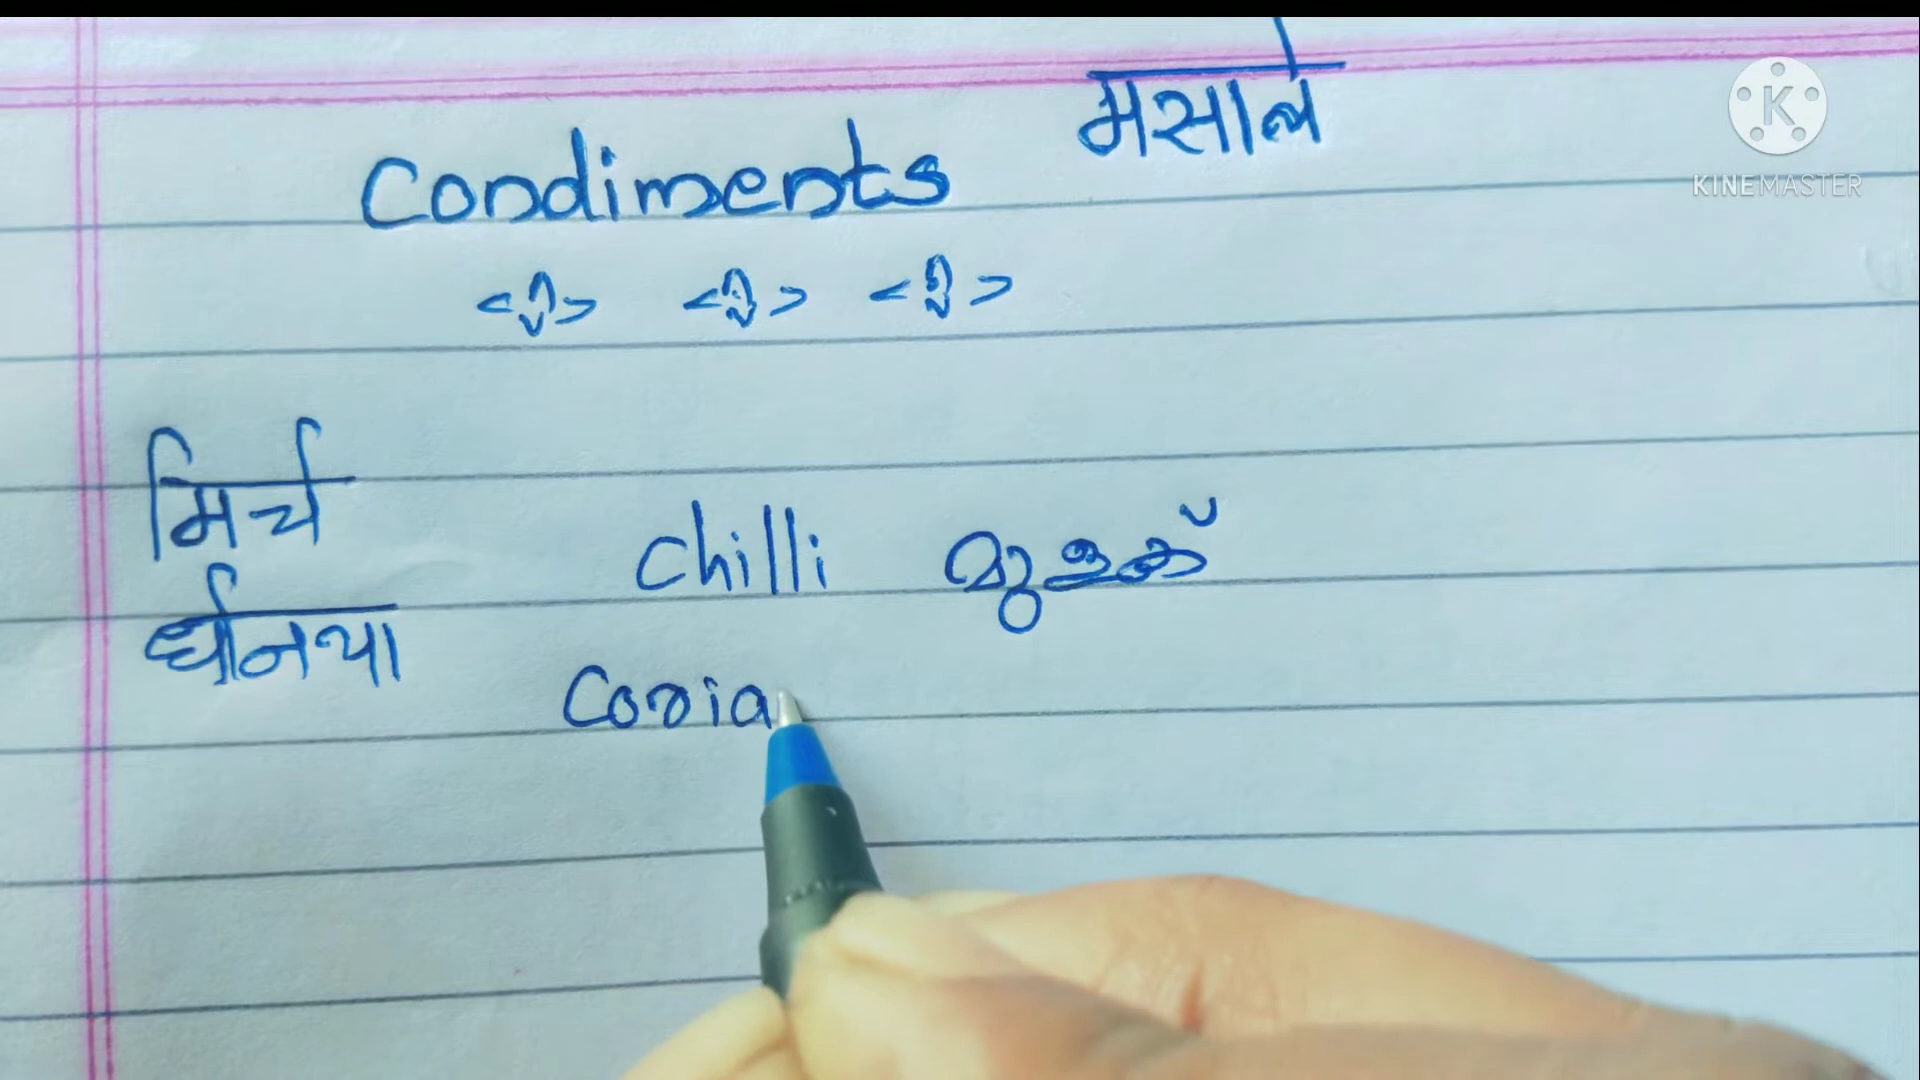 मसाले
Condiments
K
KINEMASTER
मिर्च Chilli മുളക്
धनिया Coria